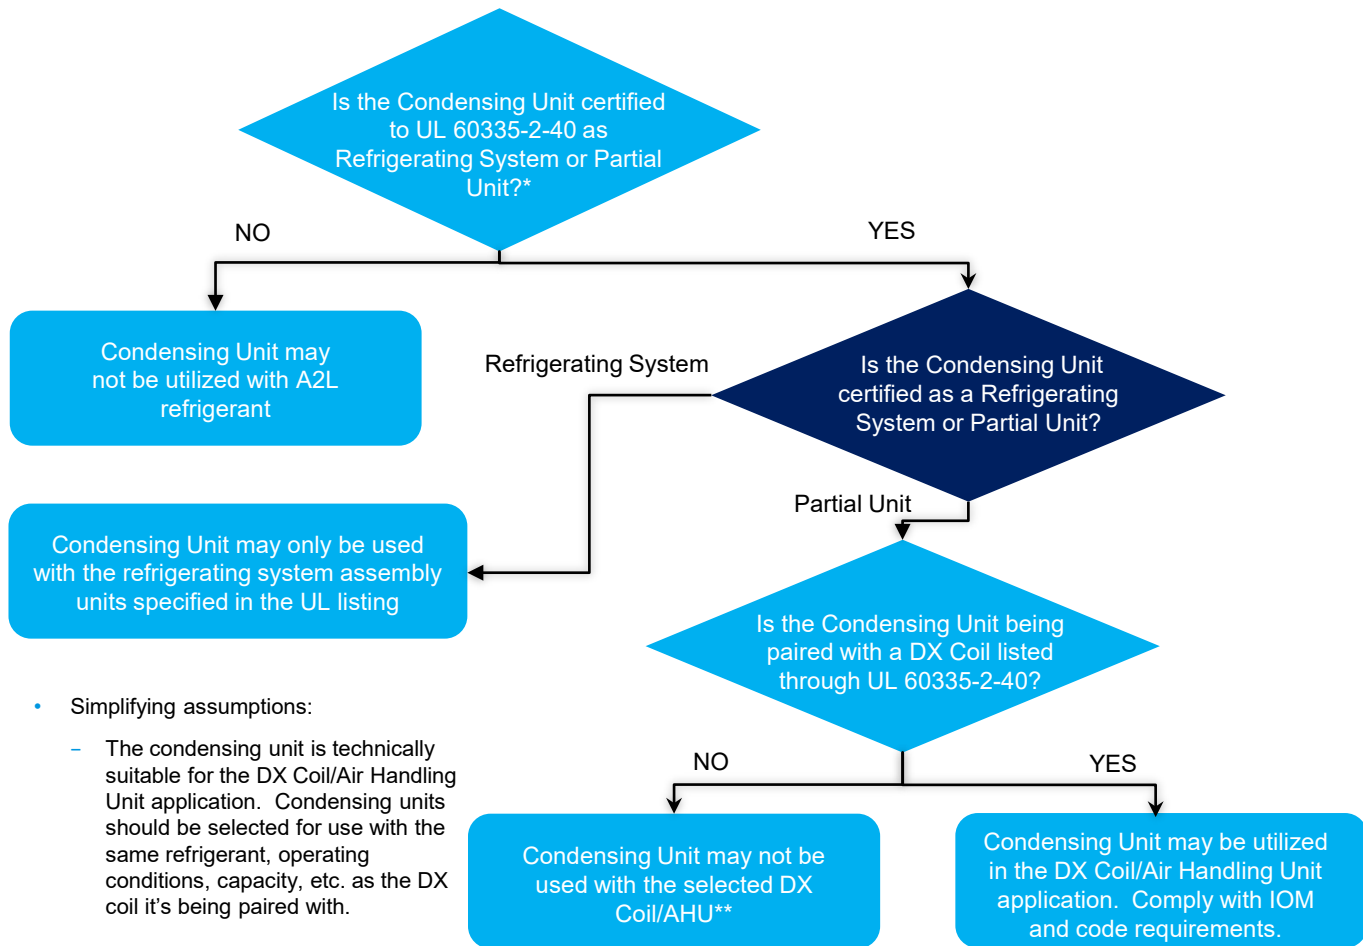 Is the Condensing Unit certified
to UL 60335-2-40 as
Refrigerating System or Partial
Unit?*
NO
YES
Condensing Unit may
not be utilized with A2L
refrigerant
Refrigerating System
Is the Condensing Unit
certified as a Refrigerating
System or Partial Unit?
Partial Unit
Condensing Unit may only be used
with the refrigerating system assembly
units specified in the UL listing
Is the Condensing Unit being
paired with a DX Coil listed
through UL 60335-2-40?
• Simplifying assumptions:
– The condensing unit is technically
suitable for the DX Coil/Air Handling
Unit application. Condensing units
should be selected for use with the
same refrigerant, operating
conditions, capacity, etc. as the DX
coil it’s being paired with.
NO
YES
Condensing Unit may not be
used with the selected DX
Coil/AHU**
Condensing Unit may be utilized
in the DX Coil/Air Handling Unit
application. Comply with IOM
and code requirements.